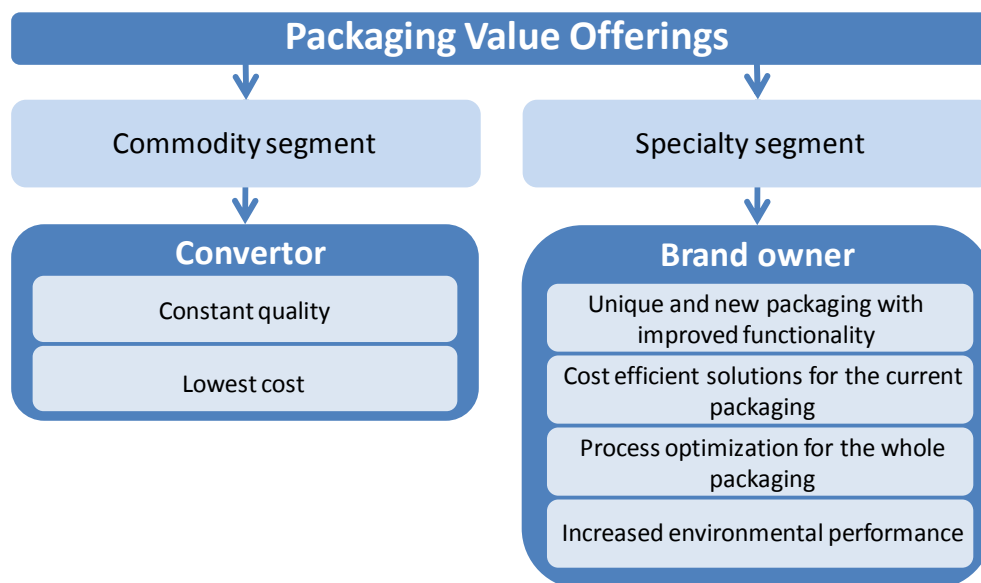 Packaging Value Offerings
Commodity segment
Specialty segment
Convertor
Constant quality
Lowest cost
Brand owner
Unique and new packaging with
improved functionality
Cost efficient solutions for the current
packaging
Process optimization for the whole
packaging
Increased environmental performance